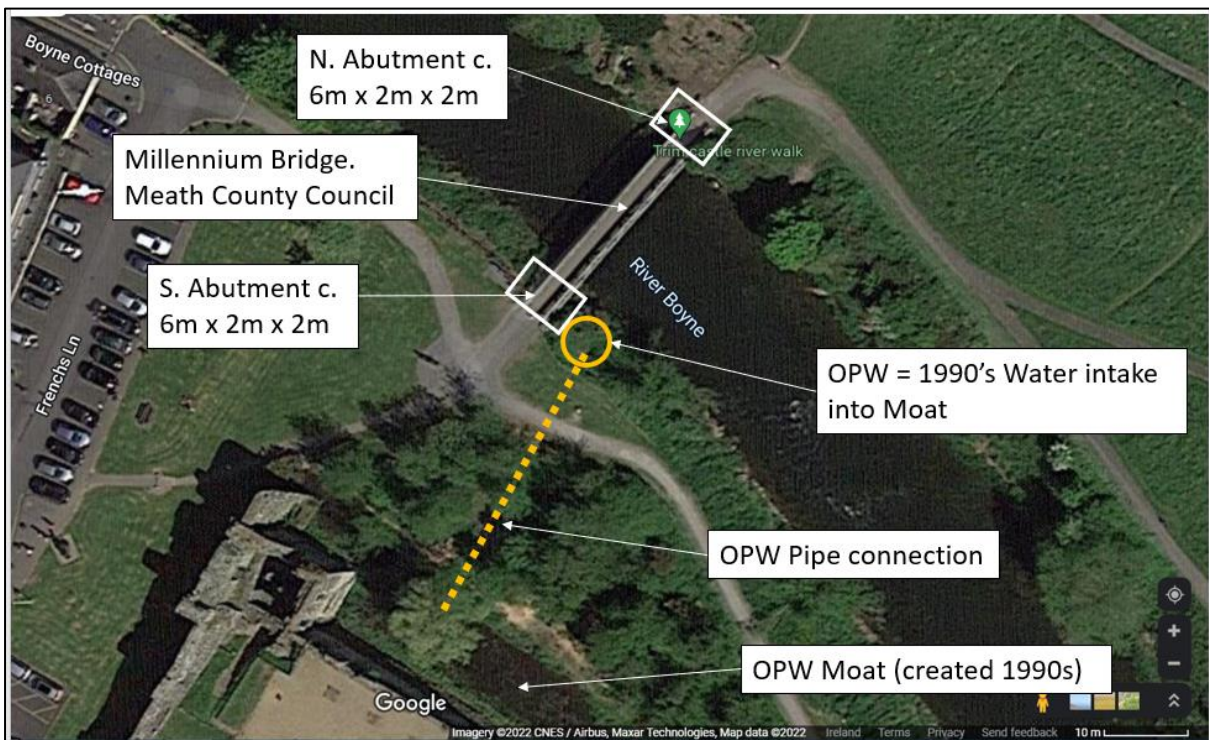 Boyne Cottages
6
N. Abutment c.
6m x 2m x 2m
Trim castle river walk
Millennium Bridge.
Meath County Council
S. Abutment c.
6m x 2m x 2m
River Boyne
Frenchs Ln
OPW = 1990's Water intake
into Moat
OPW Pipe connection
OPW Moat (created 1990s)
Google
Imagery ©2022 CNES / Airbus, Maxar Technologies, Map data ©2022 Ireland Terms Privacy Send feedback 10 m